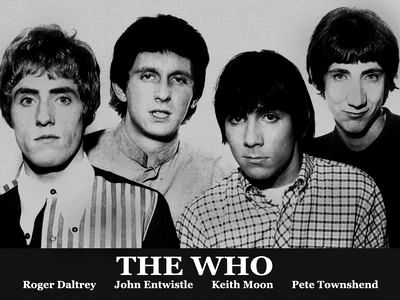 THE WHO
Roger Daltrey John Entwistle Keith Moon Pete Townshend